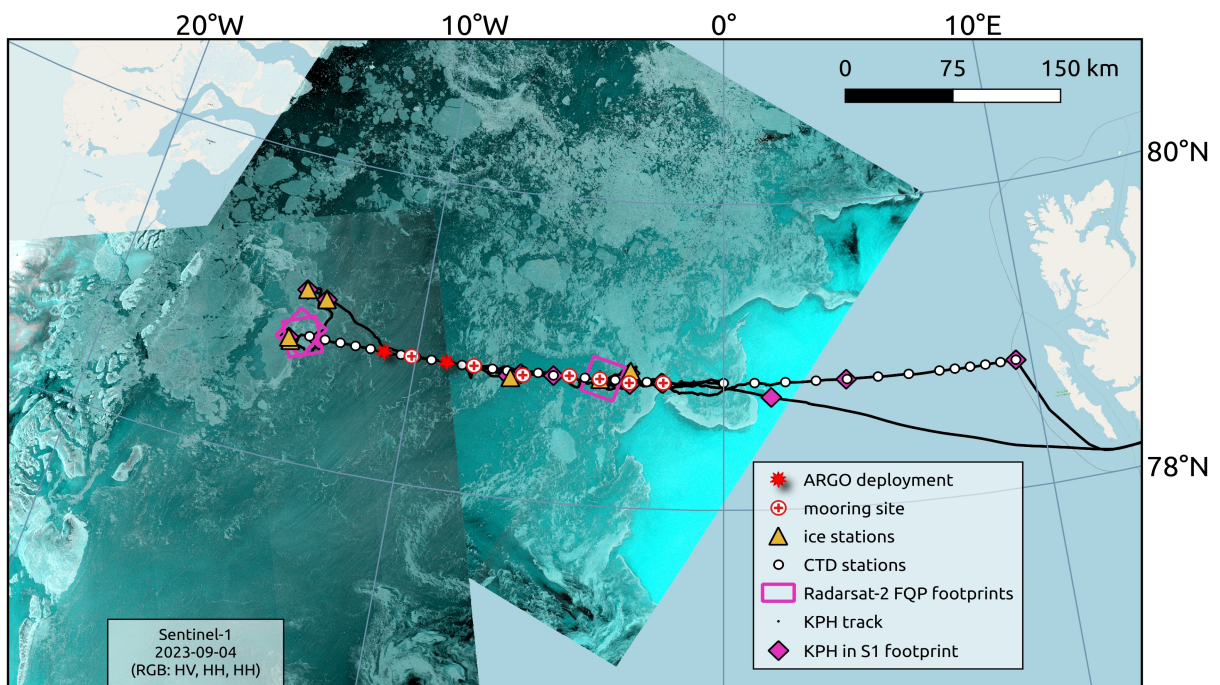 20°W
10°W
0°
10°E
0
75
150 km
80°N
78°N
ARGO deployment
mooring site
ice stations
CTD stations
Radarsat-2 FQP footprints
KPH track
KPH in S1 footprint
Sentinel-1
2023-09-04
(RGB: HV, HH, HH)